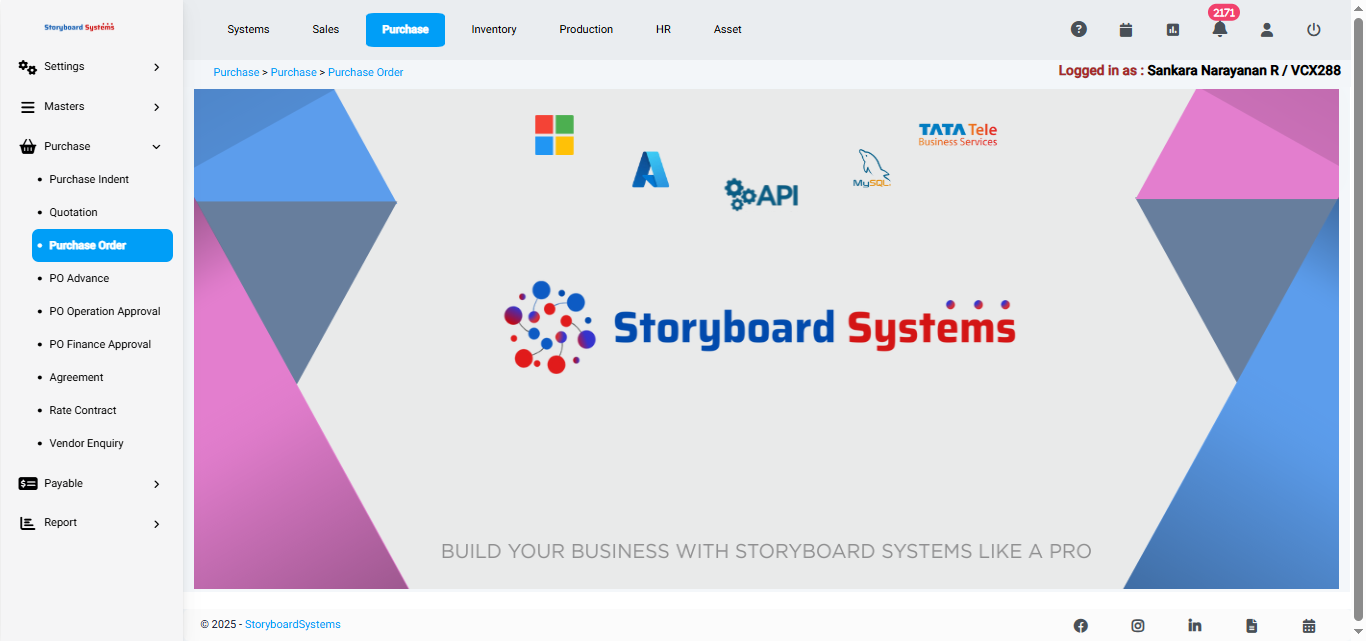 Storyboard Systems
Systems
Sales
Purchase
Inventory
Production
HR
Asset
2171
Purchase > Purchase > Purchase Order
Logged in as : Sankara Narayanan R / VCX288
Settings
Masters
Purchase
Purchase Indent
Quotation
Purchase Order
PO Advance
PO Operation Approval
PO Finance Approval
Agreement
Rate Contract
Vendor Enquiry
Payable
Report
TATA Tele
Business Services
MySQL
API
Storyboard Systems
BUILD YOUR BUSINESS WITH STORYBOARD SYSTEMS LIKE A PRO
© 2025 - StoryboardSystems